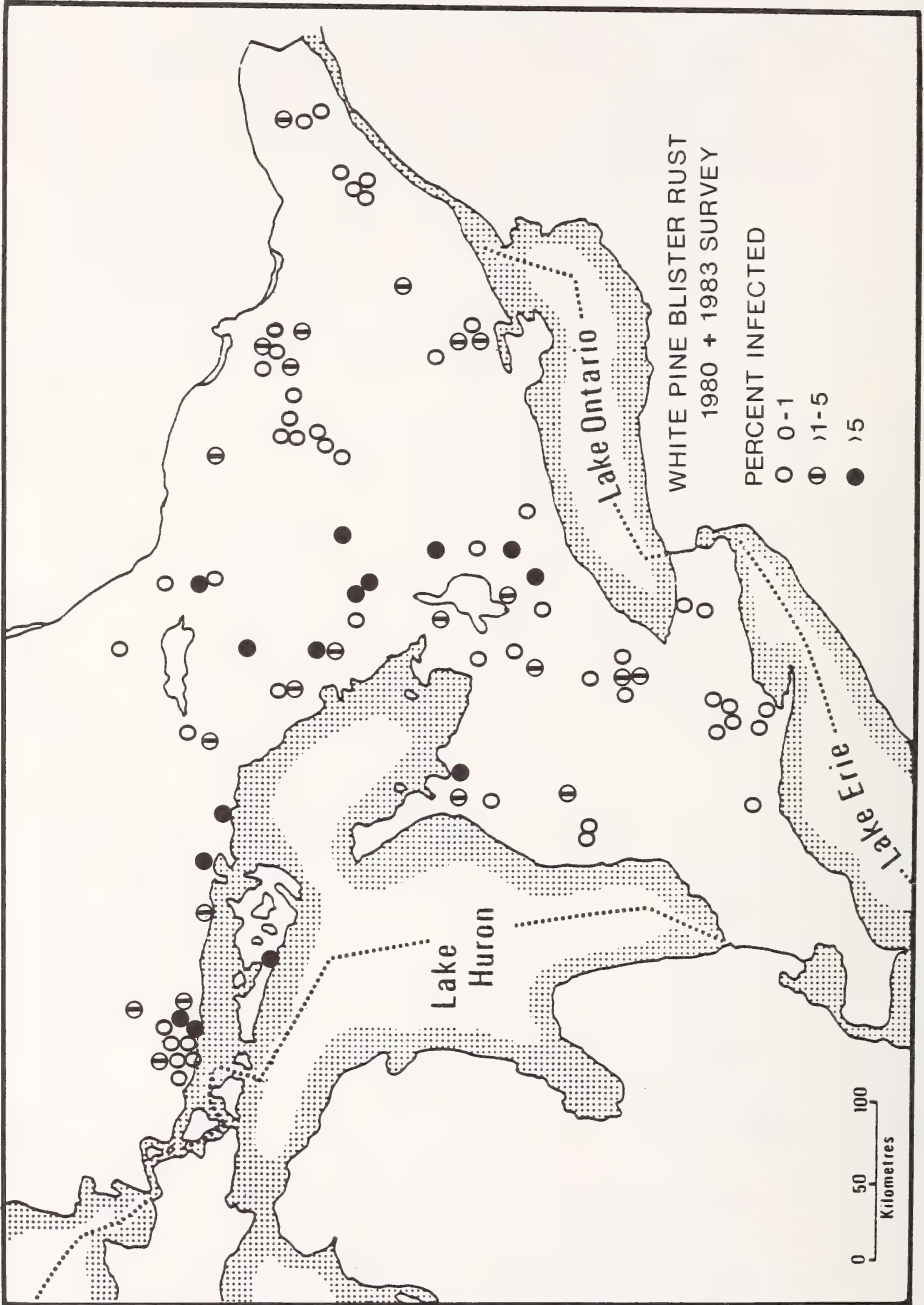 Lake
Huron
Lake Ontario
Lake Erie
WHITE PINE BLISTER RUST
1980 + 1983 SURVEY
PERCENT INFECTED
0-1
>1-5
>5
0 50 100
Kilometres